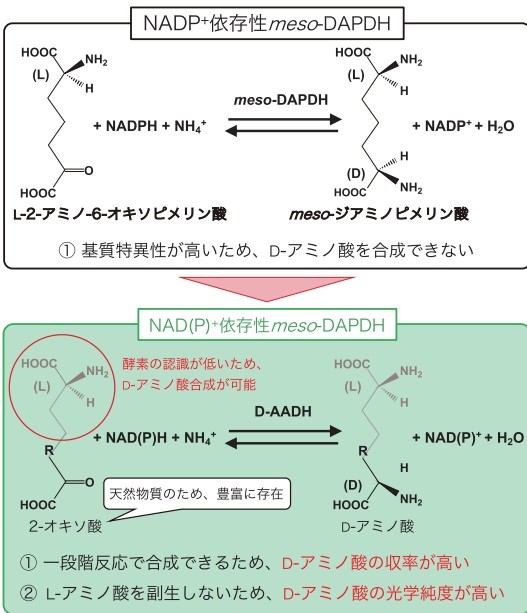 NADP⁺依存性meso-DAPDH
HOOC
NH₂
(L)
H
O
HOOC
+ NADPH + NH₄⁺
meso-DAPDH
HOOC
NH₂
(L)
H
H
(D)
NH₂
HOOC
+ NADP⁺ + H₂O
L-2-アミノ-6-オキソピメリン酸
meso-ジアミノピメリン酸
① 基質特異性が高いため、D-アミノ酸を合成できない
NAD(P)⁺依存性meso-DAPDH
HOOC
NH₂
(L)
H
酵素の認識が低いため、
D-アミノ酸合成が可能
R
O
HOOC
2-オキソ酸
+ NAD(P)H + NH₄⁺
D-AADH
天然物質のため、豊富に存在
HOOC
NH₂
(L)
H
R
H
(D)
NH₂
HOOC
D-アミノ酸
+ NAD(P)⁺ + H₂O
① 一段階反応で合成できるため、D-アミノ酸の収率が高い
② L-アミノ酸を副生しないため、D-アミノ酸の光学純度が高い